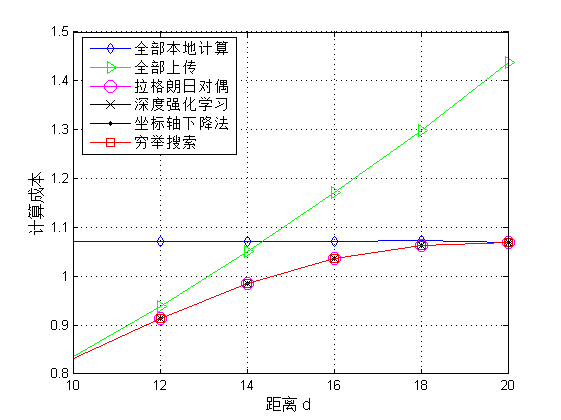 1.5
1.4
1.3
1.2
1.1
1
0.9
0.8
计算成本
全部本地计算
全部上传
拉格朗日对偶
深度强化学习
坐标轴下降法
穷举搜索
10 12 14 16 18 20
距离 d